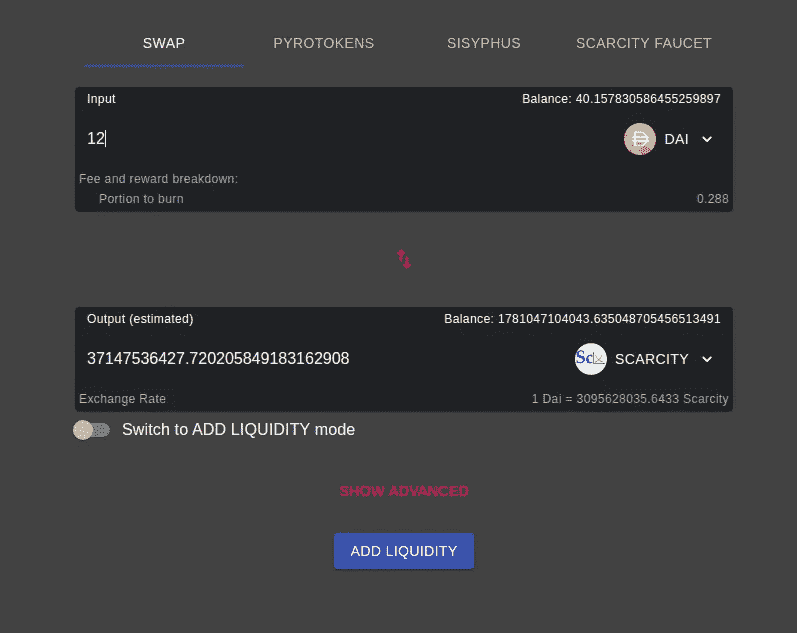 SWAP PYROTOKENS SISYPHUS SCARCITY FAUCET
Input Balance: 40.157830586455259897
12 DAI
Fee and reward breakdown:
Portion to burn 0.288
Output (estimated) Balance: 1781047104043.635048705456513491
37147536427.720205849183162908 Sc SCARCITY
Exchange Rate 1 Dai = 3095628035.6433 Scarcity
Switch to ADD LIQUIDITY mode
SHOW ADVANCED
ADD LIQUIDITY